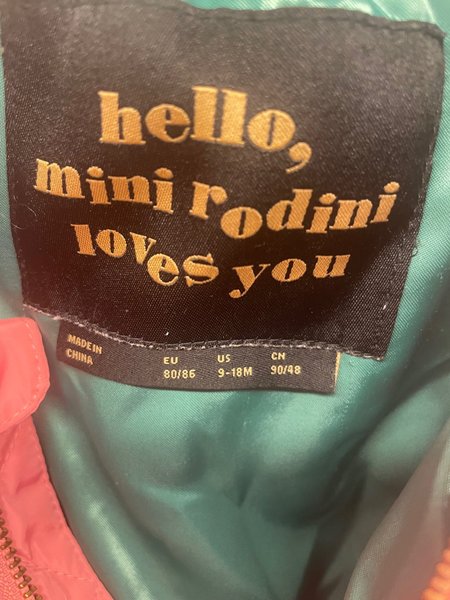 hello,
mini rodini
loves you
MADE IN
CHINA
EU
80/86
US
9-18M
CN
90/48